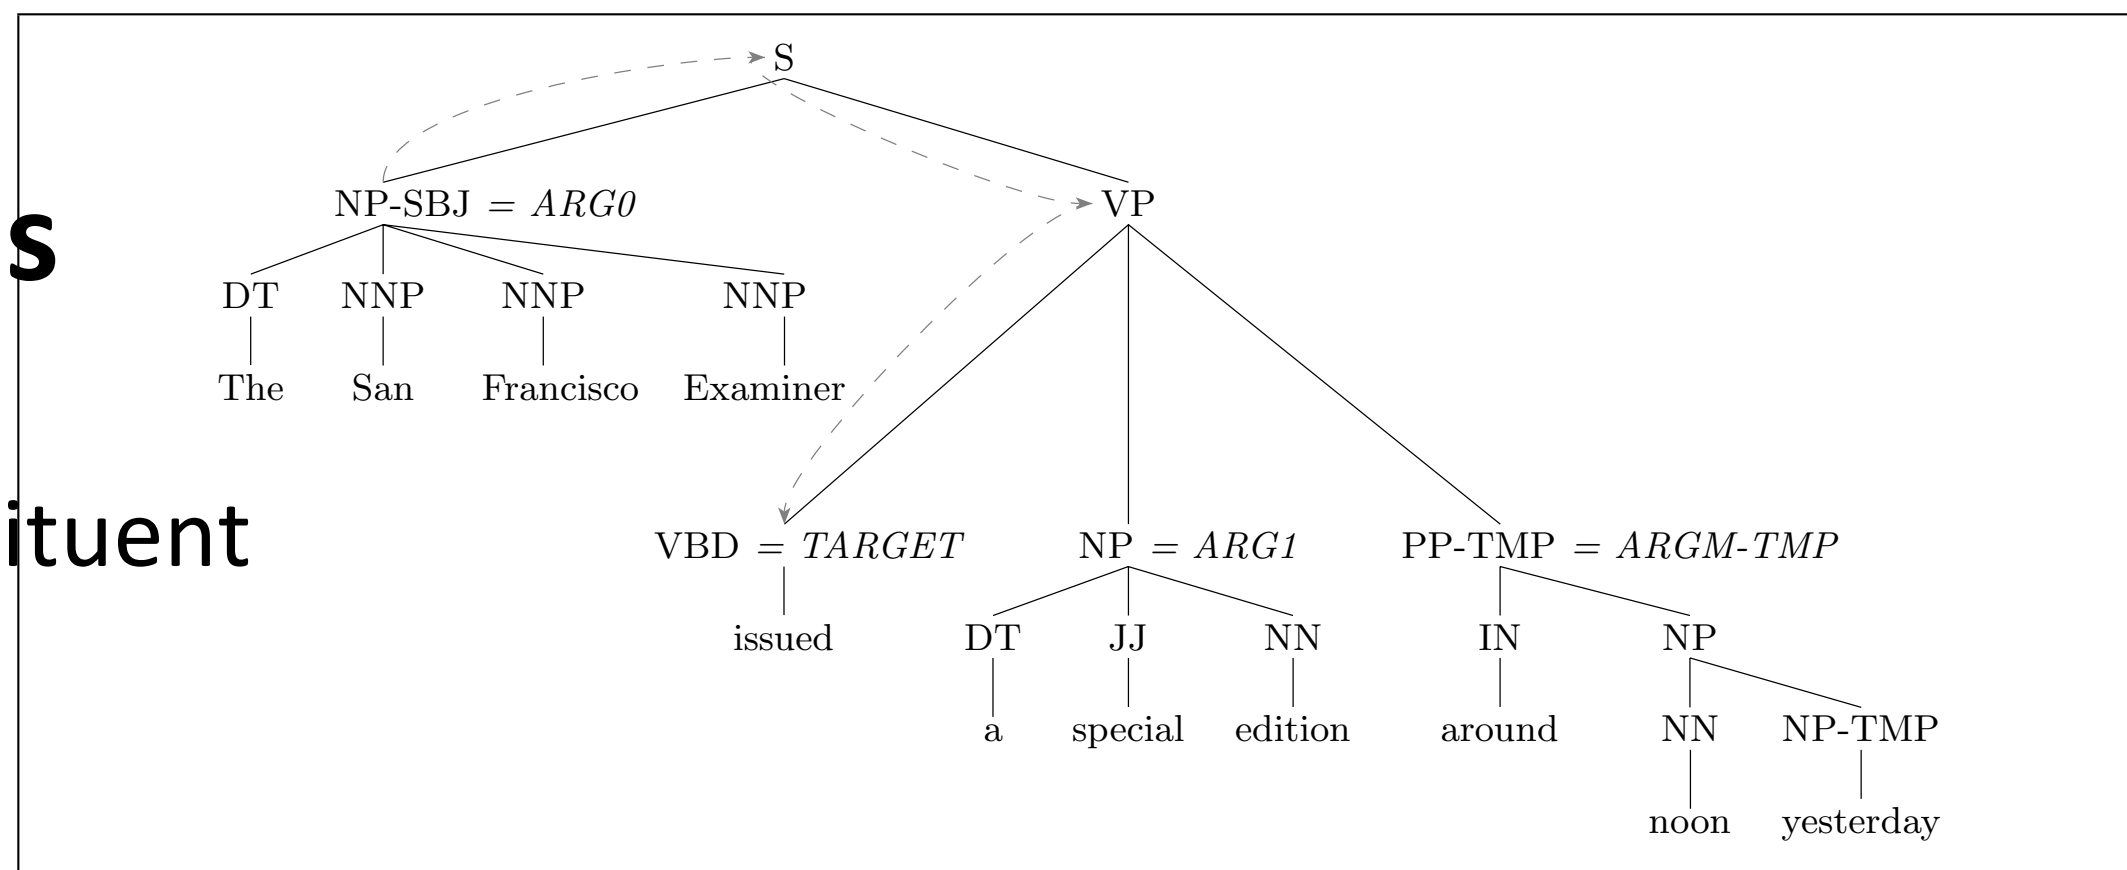 S
NP-SBJ = ARG0 VP
s
DT NNP NNP NNP
The San Francisco Examiner
ituent
VBD = TARGET NP = ARG1 PP-TMP = ARGM-TMP
issued DT JJ NN IN NP
a special edition around NN NP-TMP
noon yesterday